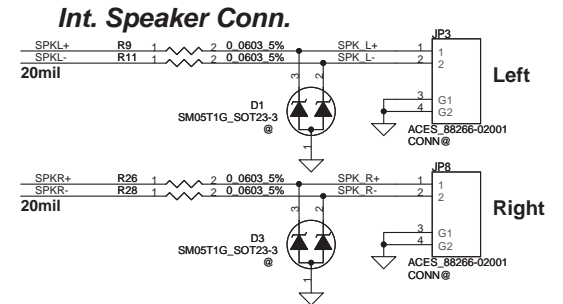 Int. Speaker Conn.
JP3
SPKL+ R9 1 2 0_0603_5% SPK_L+ 1 1
SPKL- R11 1 2 0_0603_5% SPK_L- 2 2
20mil
Left
3 2
D1
SM05T1G_SOT23-3
@
1
3 G1
4 G2
ACES_88266-02001
CONN@
JP8
SPKR+ R26 1 2 0_0603_5% SPK_R+ 1 1
SPKR- R28 1 2 0_0603_5% SPK_R- 2 2
20mil
Right
3 2
D3
SM05T1G_SOT23-3
@
1
3 G1
4 G2
ACES_88266-02001
CONN@